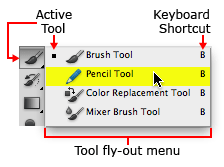 Active Tool
Keyboard Shortcut
Brush Tool B
Pencil Tool B
Color Replacement Tool B
Mixer Brush Tool B
Tool fly-out menu